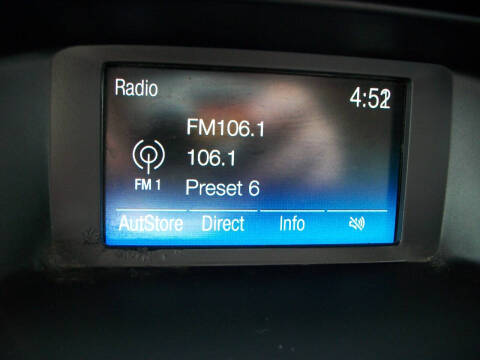 Radio 4:52
FM106.1
106.1
FM 1 Preset 6
AutStore Direct Info